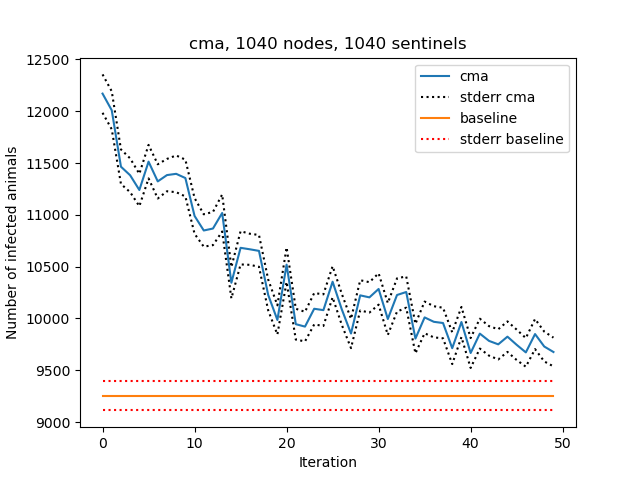 cma, 1040 nodes, 1040 sentinels
12500
12000
11500
11000
10500
10000
9500
9000
Number of infected animals
cma
stderr cma
baseline
stderr baseline
0 10 20 30 40 50
Iteration